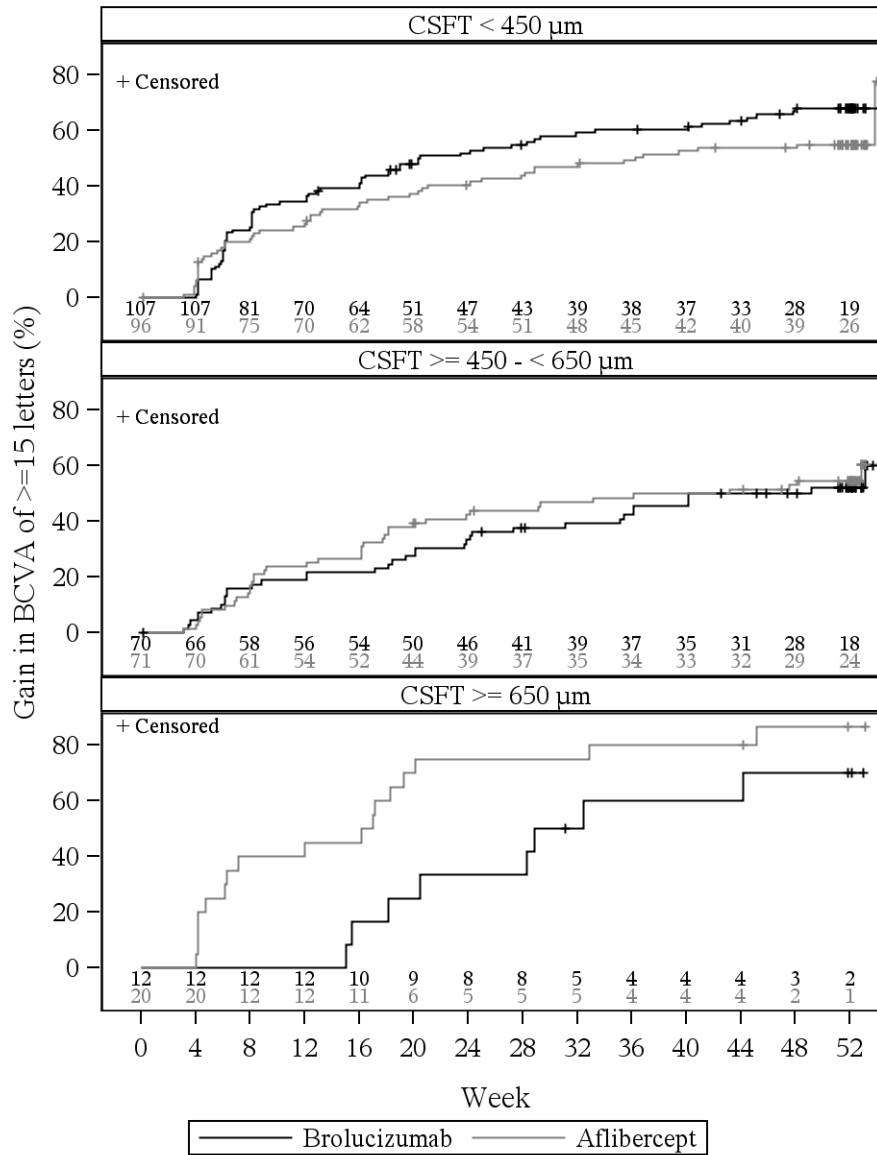 CSFT < 450 µm
+ Censored
80
60
40
20
0
107 107 81 70 64 51 47 43 39 38 37 33 28 19
96 91 75 70 62 58 54 51 48 45 42 40 39 26
CSFT >= 450 - < 650 µm
+ Censored
80
60
40
20
0
70 66 58 56 54 50 46 41 39 37 35 31 28 18
71 70 61 54 52 44 39 37 35 34 33 32 29 24
CSFT >= 650 µm
+ Censored
80
60
40
20
0
12 12 12 12 10 9 8 8 5 4 4 4 3 2
20 20 12 12 11 6 5 5 5 4 4 4 2 1
0 4 8 12 16 20 24 28 32 36 40 44 48 52
Gain in BCVA of >=15 letters (%)
Week
Brolucizumab Aflibercept